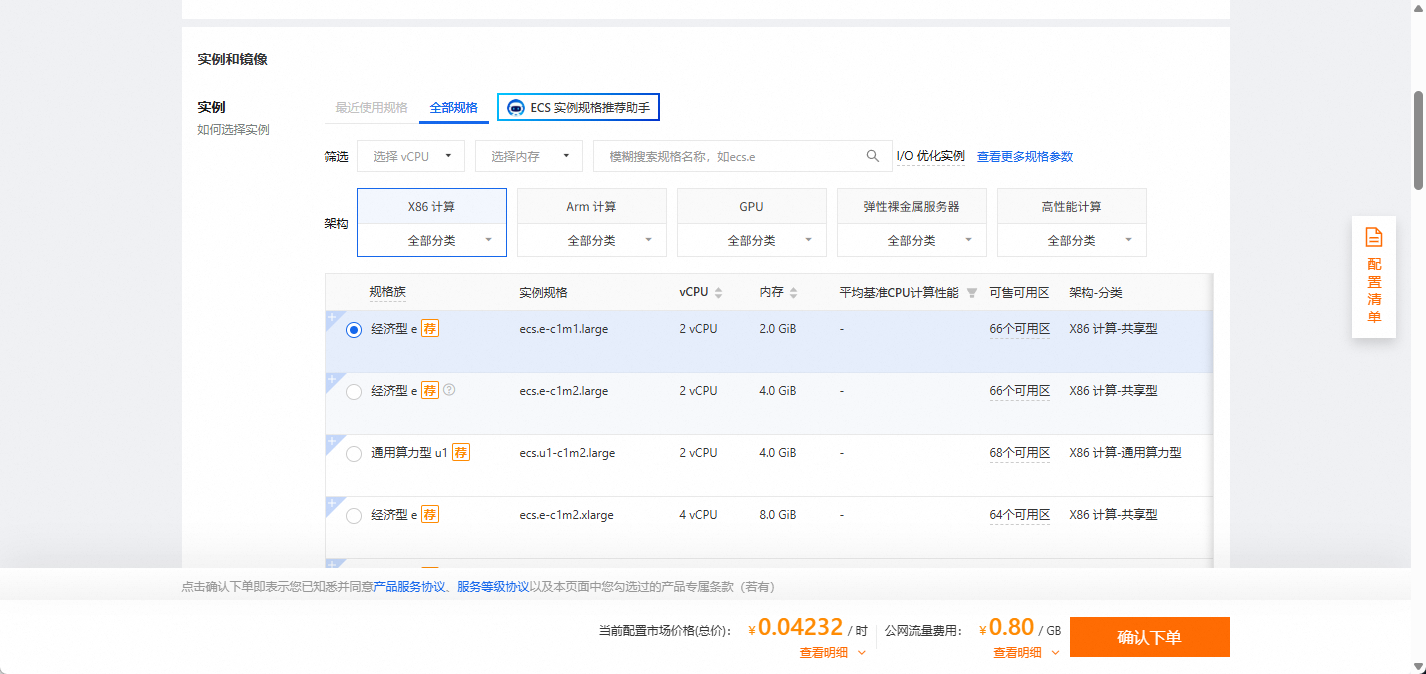 实例和镜像
实例
如何选择实例
最近使用规格 全部规格 ECS 实例规格推荐助手
筛选 选择 vCPU 选择内存 模糊搜索规格名称，如ecs.e I/O 优化实例 查看更多规格参数
架构
X86 计算 Arm 计算 GPU 弹性裸金属服务器 高性能计算
全部分类 全部分类 全部分类 全部分类 全部分类
规格族 实例规格 vCPU 内存 平均基准CPU计算性能 可售可用区 架构-分类
经济型 e 荐 ecs.e-c1m1.large 2 vCPU 2.0 GiB - 66个可用区 X86 计算-共享型
经济型 e 荐 ecs.e-c1m2.large 2 vCPU 4.0 GiB - 66个可用区 X86 计算-共享型
通用算力型 u1 荐 ecs.u1-c1m2.large 2 vCPU 4.0 GiB - 68个可用区 X86 计算-通用算力型
经济型 e 荐 ecs.e-c1m2.xlarge 4 vCPU 8.0 GiB - 64个可用区 X86 计算-共享型
配置清单
点击确认下单即表示您已知悉并同意产品服务协议、服务等级协议以及本页面中您勾选过的产品专属条款（若有）
当前配置市场价格(总价)： ¥0.04232 / 时 公网流量费用： ¥0.80 / GB 确认下单
查看明细 查看明细